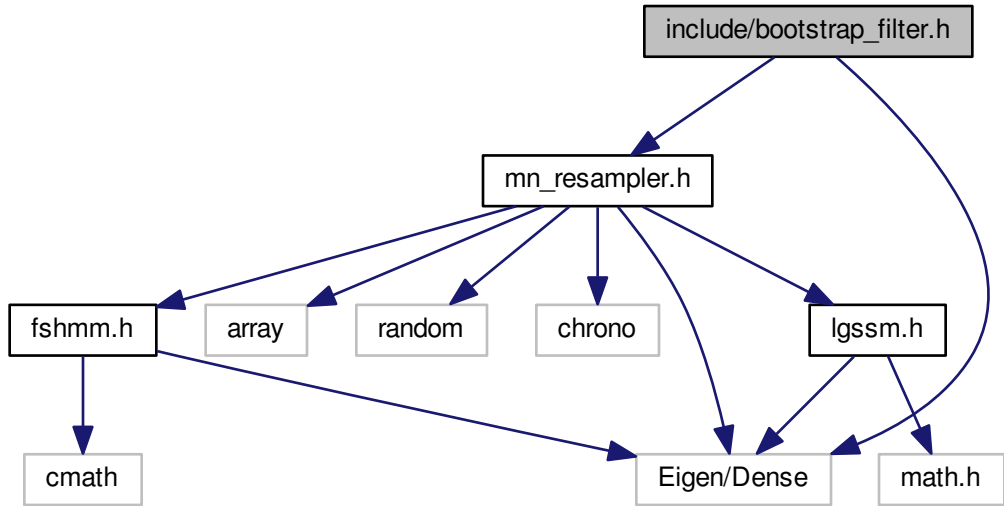 include/bootstrap_filter.h
mn_resampler.h
fshmm.h
array
random
chrono
lgssm.h
cmath
Eigen/Dense
math.h